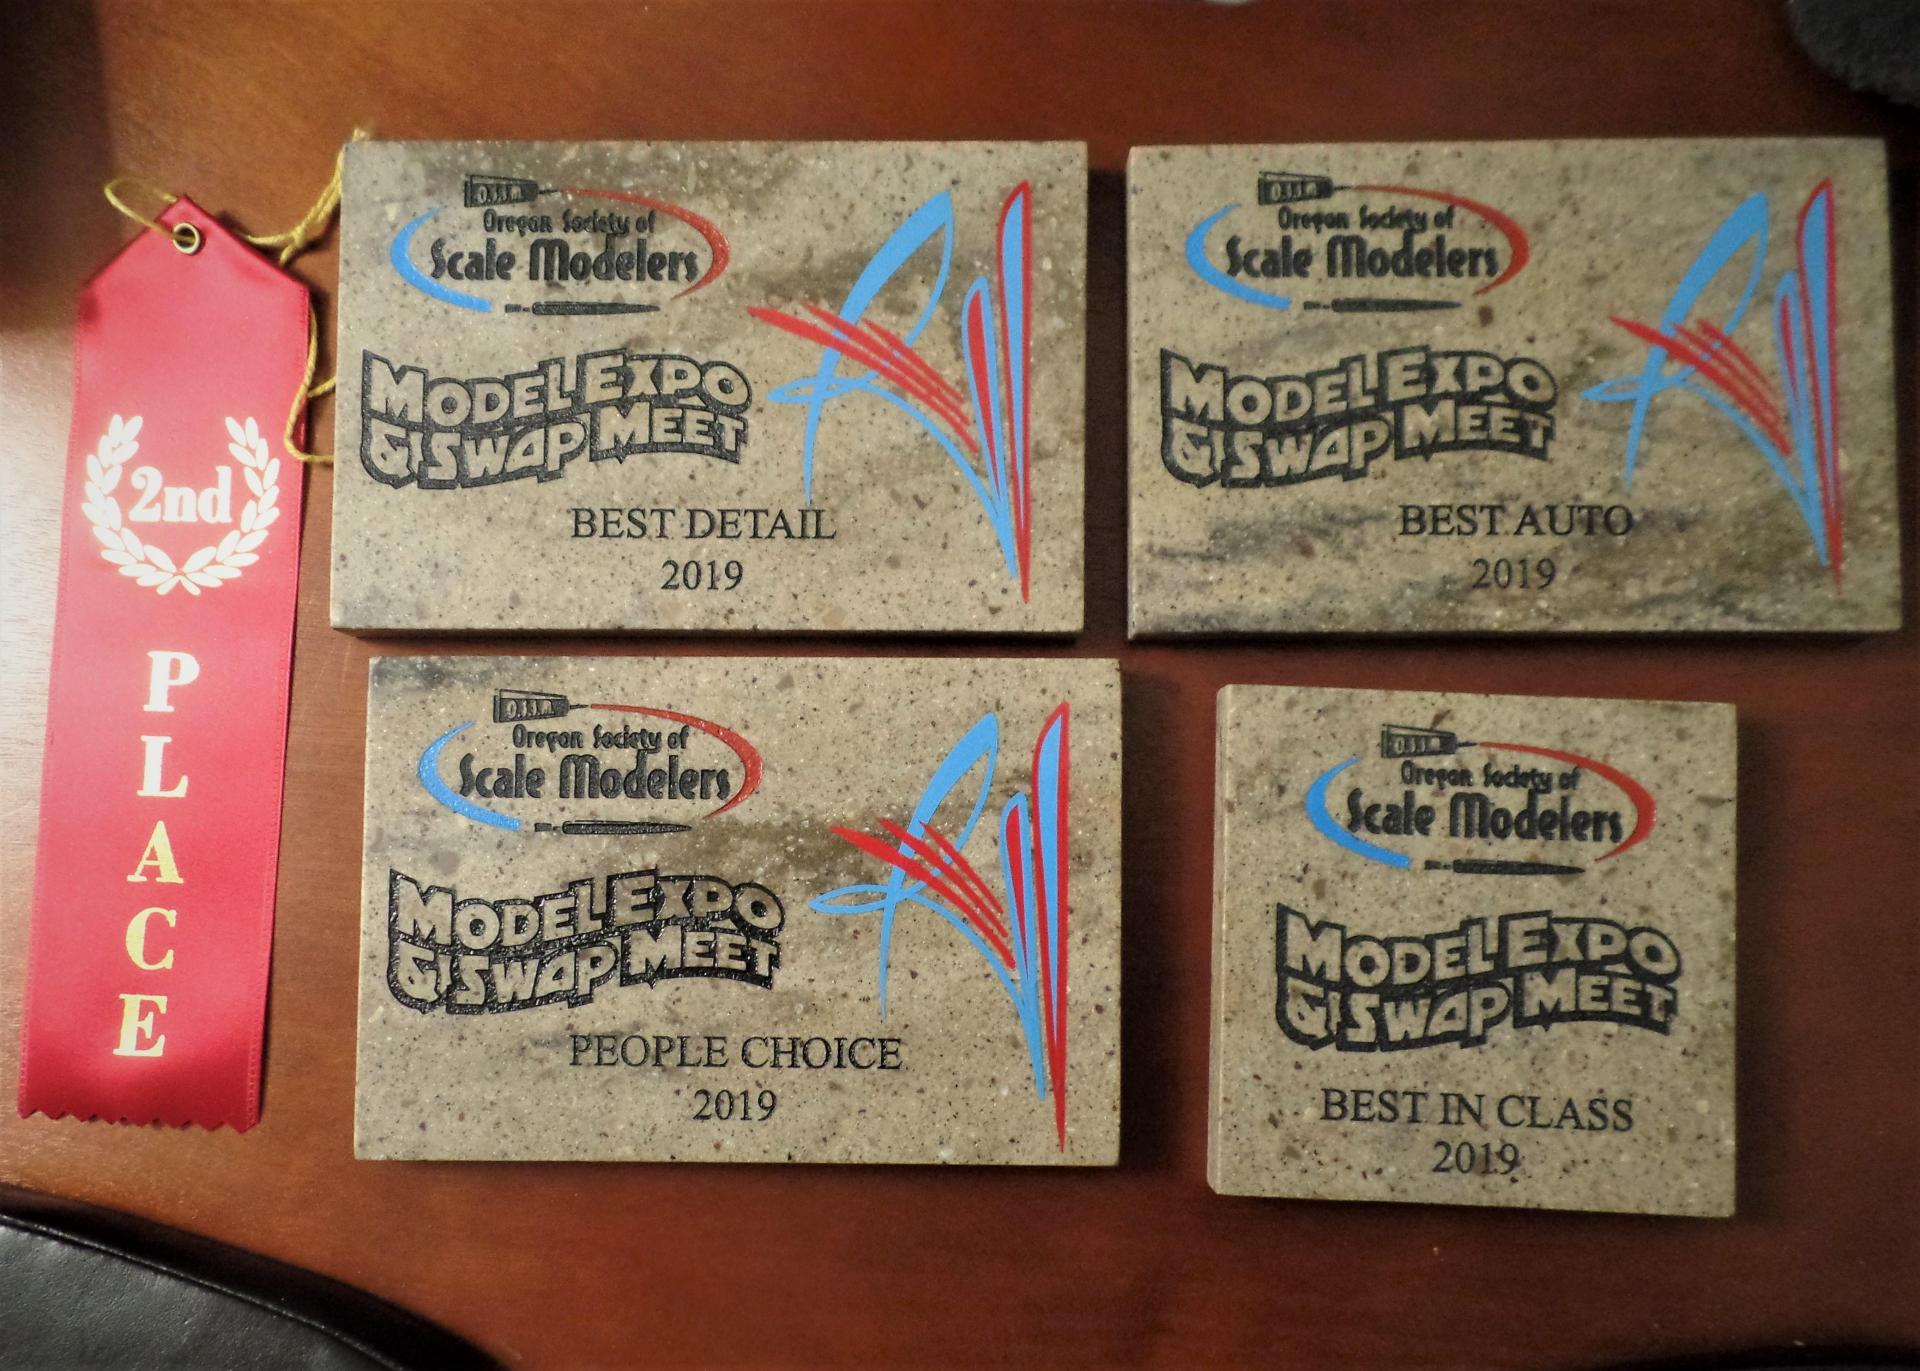 2nd
PLACE
O.S.S.M.
Oregon Society of
Scale Modelers
MODEL EXPO
& SWAP MEET
BEST DETAIL
2019
O.S.S.M.
Oregon Society of
Scale Modelers
MODEL EXPO
& SWAP MEET
BEST AUTO
2019
O.S.S.M.
Oregon Society of
Scale Modelers
MODEL EXPO
& SWAP MEET
PEOPLE CHOICE
2019
O.S.S.M.
Oregon Society of
Scale Modelers
MODEL EXPO
& SWAP MEET
BEST IN CLASS
2019